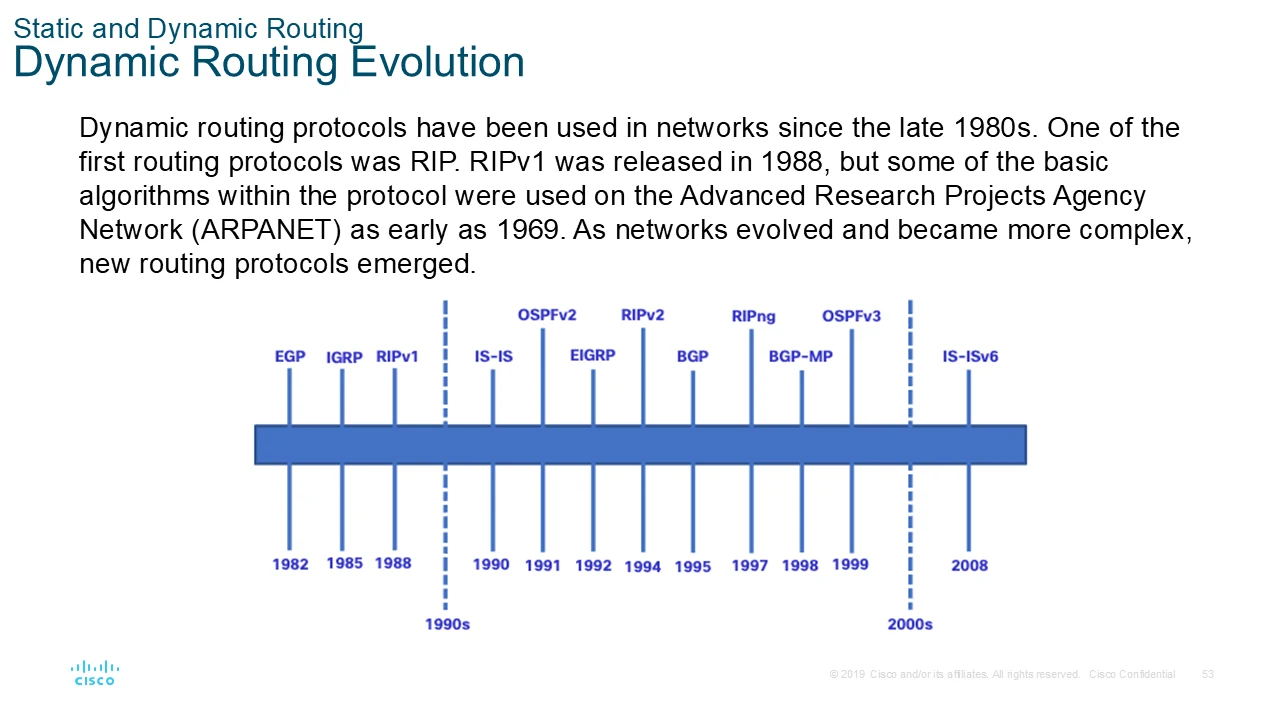 Static and Dynamic Routing
Dynamic Routing Evolution
Dynamic routing protocols have been used in networks since the late 1980s. One of the
first routing protocols was RIP. RIPv1 was released in 1988, but some of the basic
algorithms within the protocol were used on the Advanced Research Projects Agency
Network (ARPANET) as early as 1969. As networks evolved and became more complex,
new routing protocols emerged.
OSPFv2 RIPv2 RIPng OSPFv3
EGP IGRP RIPv1 IS-IS EIGRP BGP BGP-MP IS-ISv6
1982 1985 1988 1990 1991 1992 1994 1995 1997 1998 1999 2008
1990s 2000s
CISCO
© 2019 Cisco and/or its affiliates. All rights reserved. Cisco Confidential 53